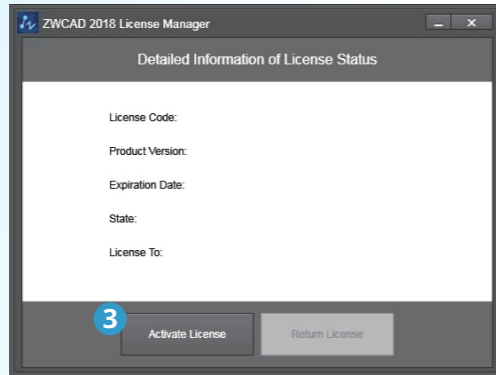 ZWCAD 2018 License Manager
Detailed Information of License Status
License Code:
Product Version:
Expiration Date:
State:
License To:
3
Activate License
Return License